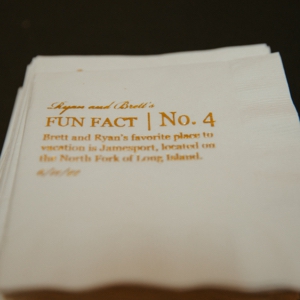 Ryan and Brett's
FUN FACT | No. 4
Brett and Ryan's favorite place to
vacation is Jamesport, located on
the North Fork of Long Island.